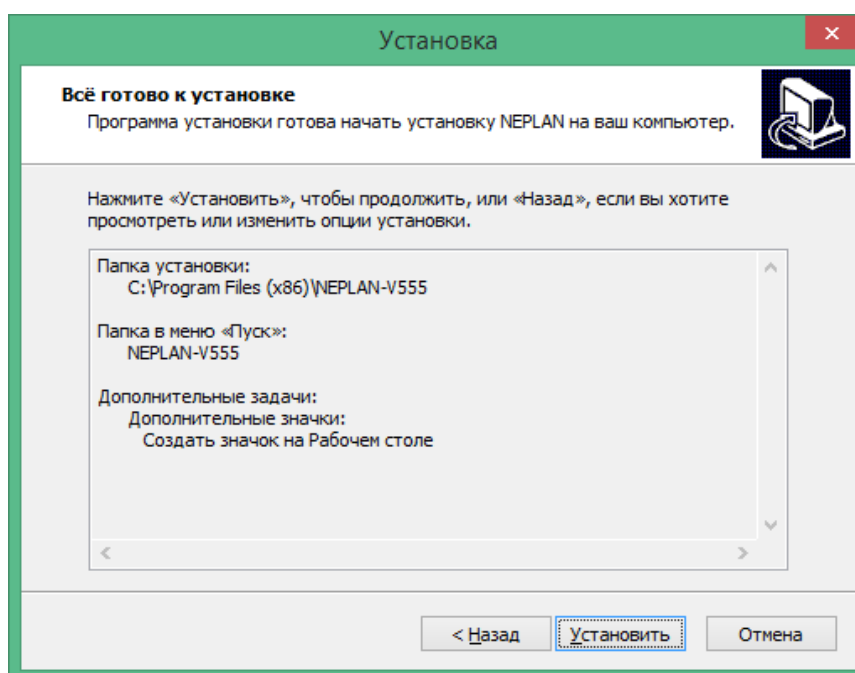 Установка
Всё готово к установке
Программа установки готова начать установку NEPLAN на ваш компьютер.
Нажмите «Установить», чтобы продолжить, или «Назад», если вы хотите
просмотреть или изменить опции установки.
Папка установки:
C:\Program Files (x86)\NEPLAN-V555
Папка в меню «Пуск»:
NEPLAN-V555
Дополнительные задачи:
Дополнительные значки:
Создать значок на Рабочем столе
< Назад
Установить
Отмена